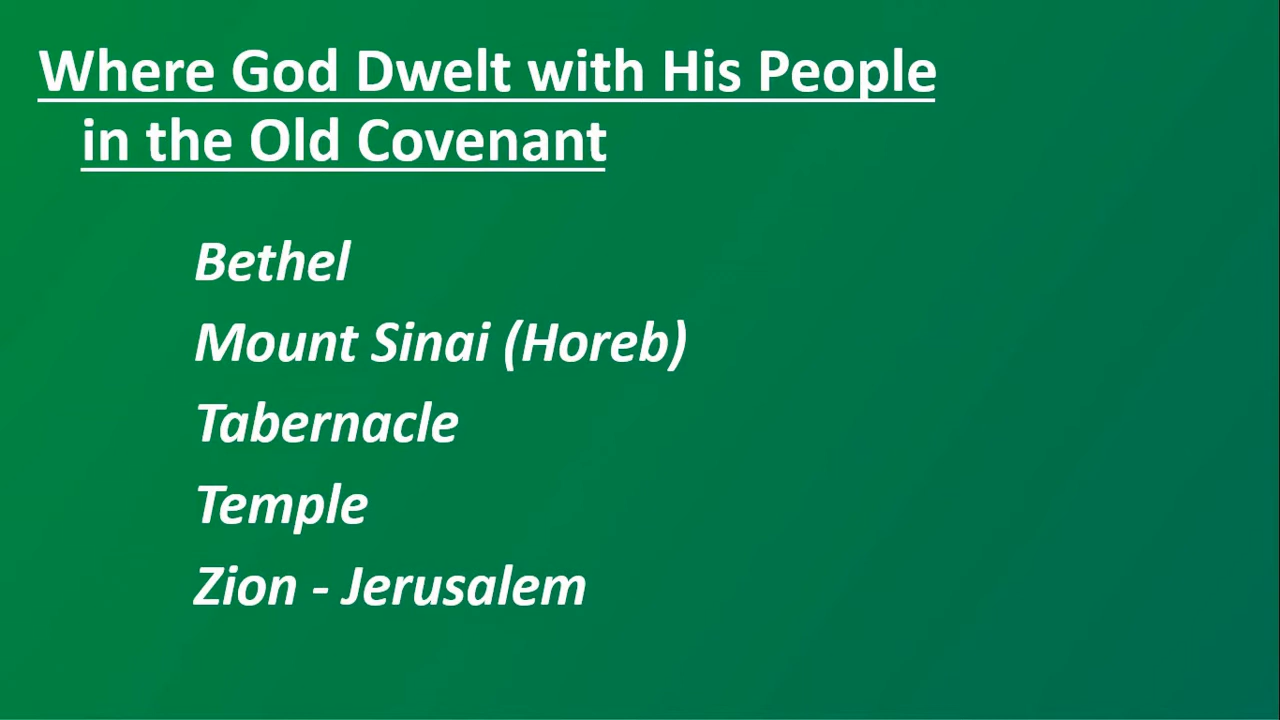 Where God Dwelt with His People
in the Old Covenant
Bethel
Mount Sinai (Horeb)
Tabernacle
Temple
Zion - Jerusalem